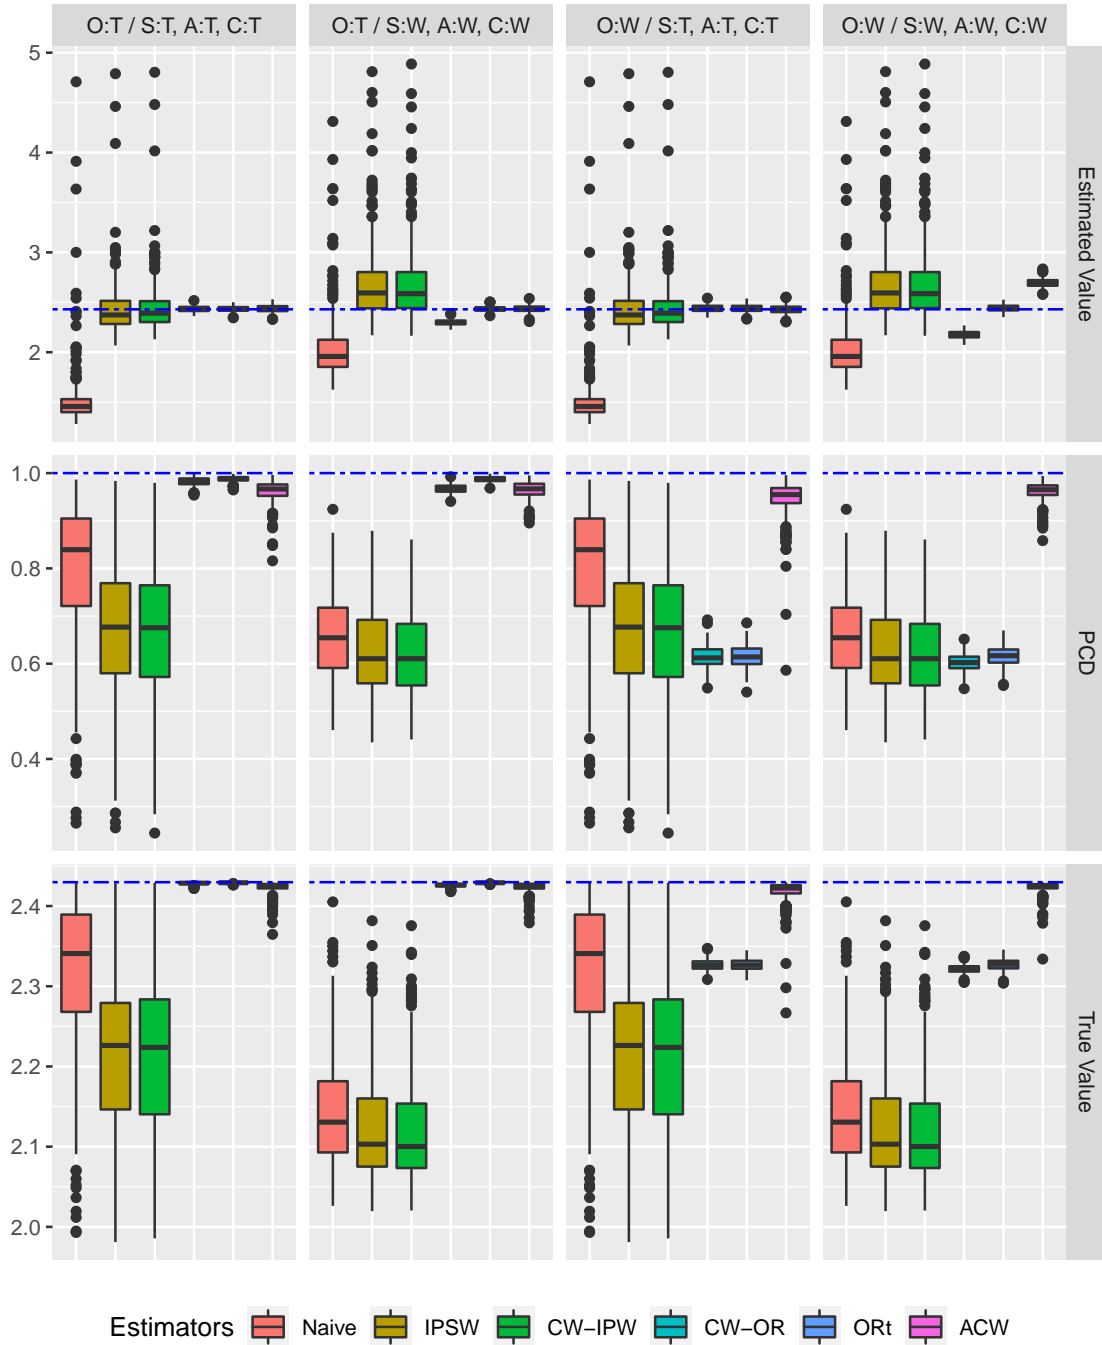 O:T / S:T, A:T, C:T
O:T / S:W, A:W, C:W
O:W / S:T, A:T, C:T
O:W / S:W, A:W, C:W
5
4
3
2
Estimated Value
1.0
0.8
0.6
0.4
PCD
2.4
2.3
2.2
2.1
2.0
True Value
Estimators Naive IPSW CW−IPW CW−OR ORt ACW